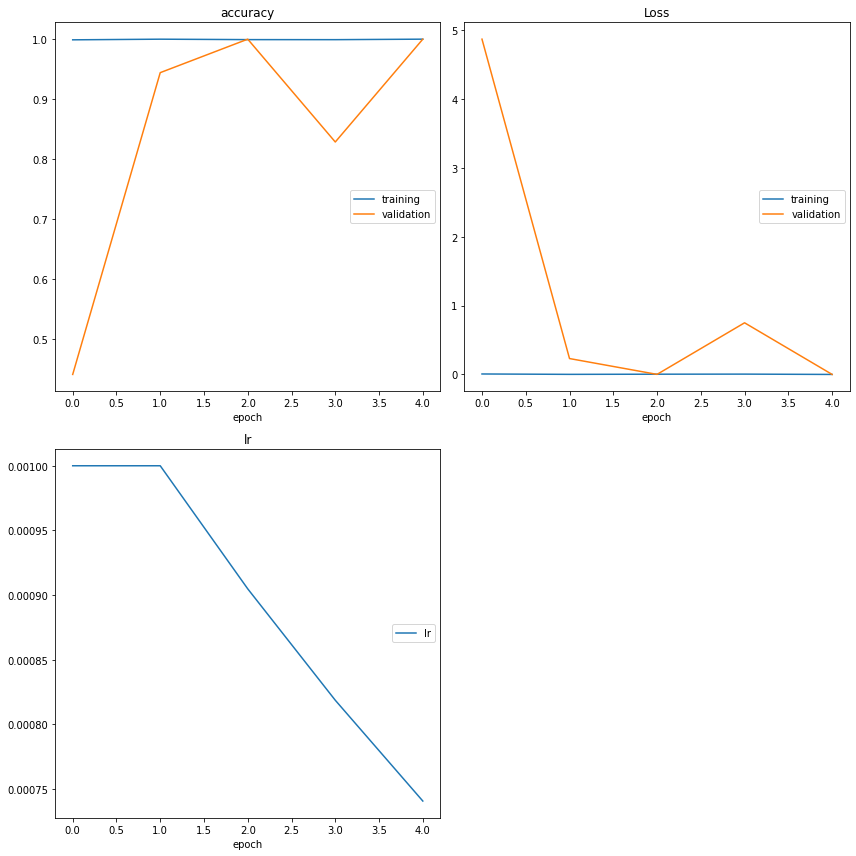 accuracy
1.0
0.9
0.8
0.7
0.6
0.5
training
validation
0.0 0.5 1.0 1.5 2.0 2.5 3.0 3.5 4.0
epoch
Loss
5
4
3
2
1
0
training
validation
0.0 0.5 1.0 1.5 2.0 2.5 3.0 3.5 4.0
epoch
lr
0.00100
0.00095
0.00090
0.00085
0.00080
0.00075
lr
0.0 0.5 1.0 1.5 2.0 2.5 3.0 3.5 4.0
epoch